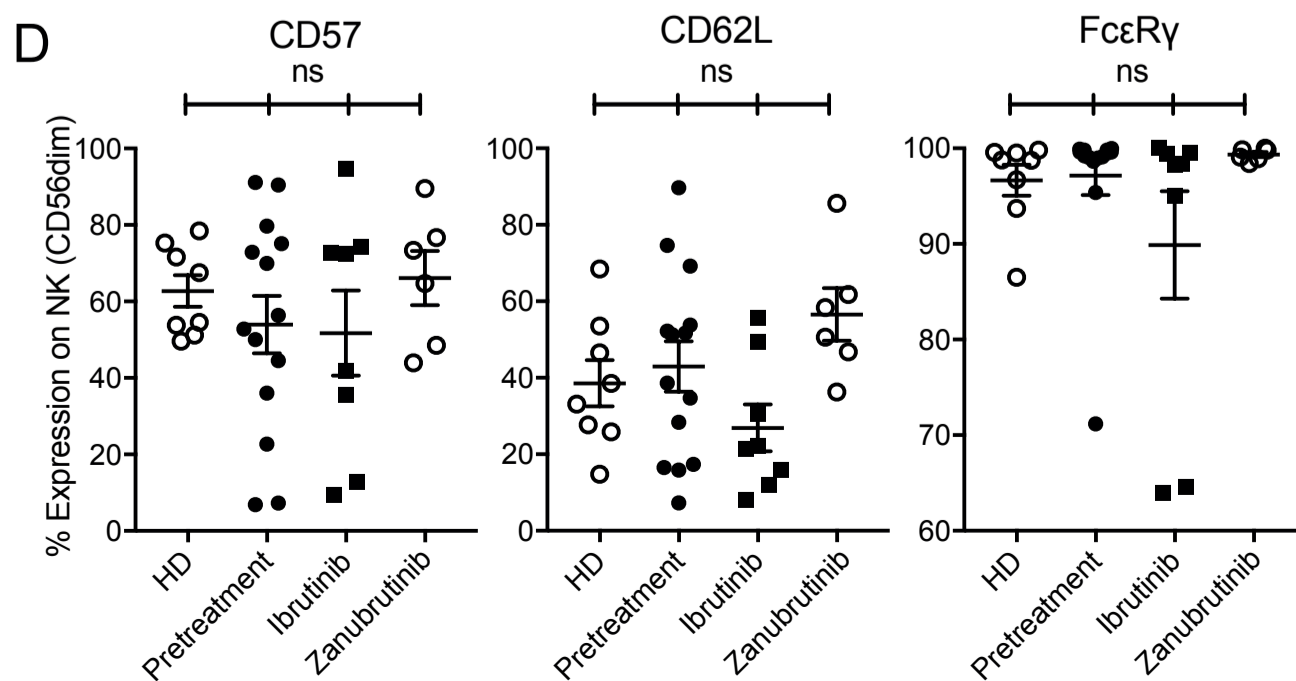 D
CD57
ns
% Expression on NK (CD56dim)
100
80
60
40
20
0
HD
Pretreatment
Ibrutinib
Zanubrutinib
CD62L
ns
100
80
60
40
20
0
HD
Pretreatment
Ibrutinib
Zanubrutinib
FcεRγ
ns
100
90
80
70
60
HD
Pretreatment
Ibrutinib
Zanubrutinib